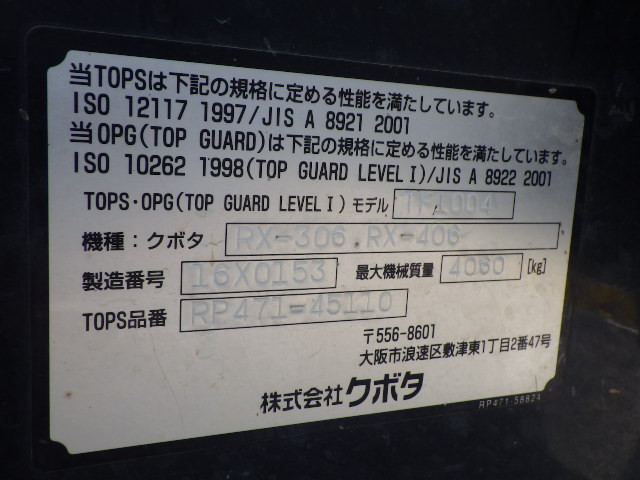 当TOPSは下記の規格に定める性能を満たしています。
ISO 12117 1997/JIS A 8921 2001
当OPG(TOP GUARD)は下記の規格に定める性能を満たしています。
ISO 10262 1998(TOP GUARD LEVELⅠ)/JIS A 8922 2001
TOPS・OPG(TOP GUARD LEVELⅠ) モデル
機種：クボタ RX-306.RX-406
製造番号 16X0153 最大機械質量 4060 [kg]
TOPS品番 RP471-45110
〒556-8601
大阪市浪速区敷津東1丁目2番47号
株式会社クボタ
RP471-58824